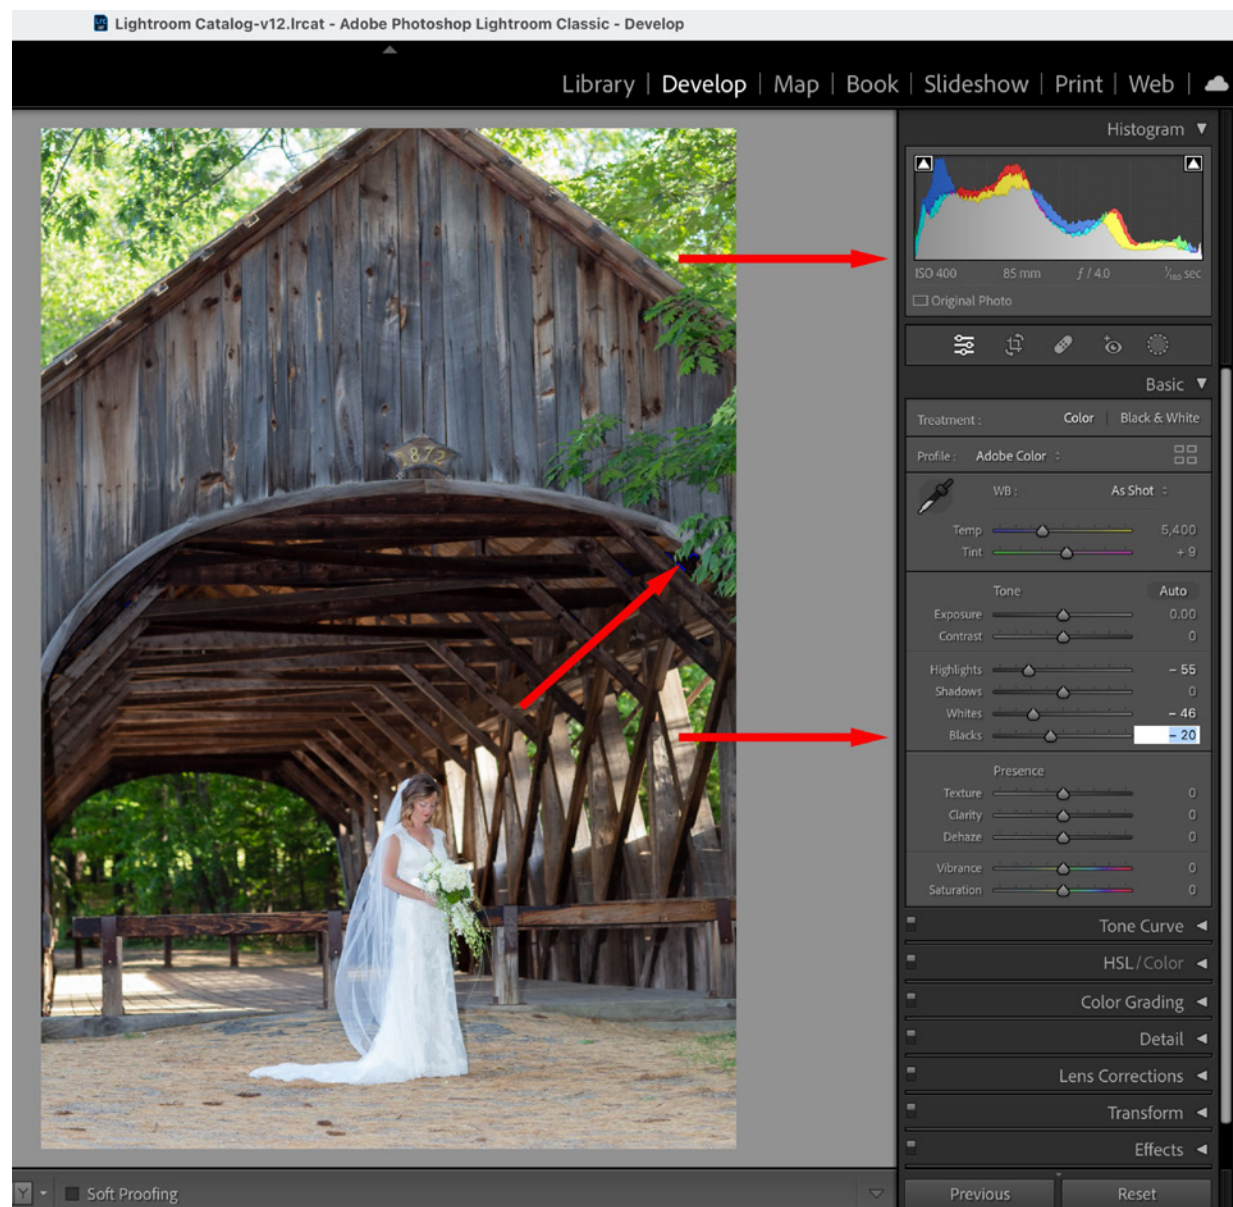 Lightroom Catalog-v12.lrcat - Adobe Photoshop Lightroom Classic - Develop
Library | Develop | Map | Book | Slideshow | Print | Web |
Histogram
ISO 400 85 mm ƒ / 4.0 1/160 sec
Original Photo
Basic
Treatment : Color | Black & White
Profile : Adobe Color
WB : As Shot
Temp 5,400
Tint + 9
Tone Auto
Exposure 0.00
Contrast 0
Highlights - 55
Shadows 0
Whites - 46
Blacks - 20
Presence
Texture 0
Clarity 0
Dehaze 0
Vibrance 0
Saturation 0
1872
Tone Curve
HSL/Color
Color Grading
Detail
Lens Corrections
Transform
Effects
Y Soft Proofing
Previous Reset